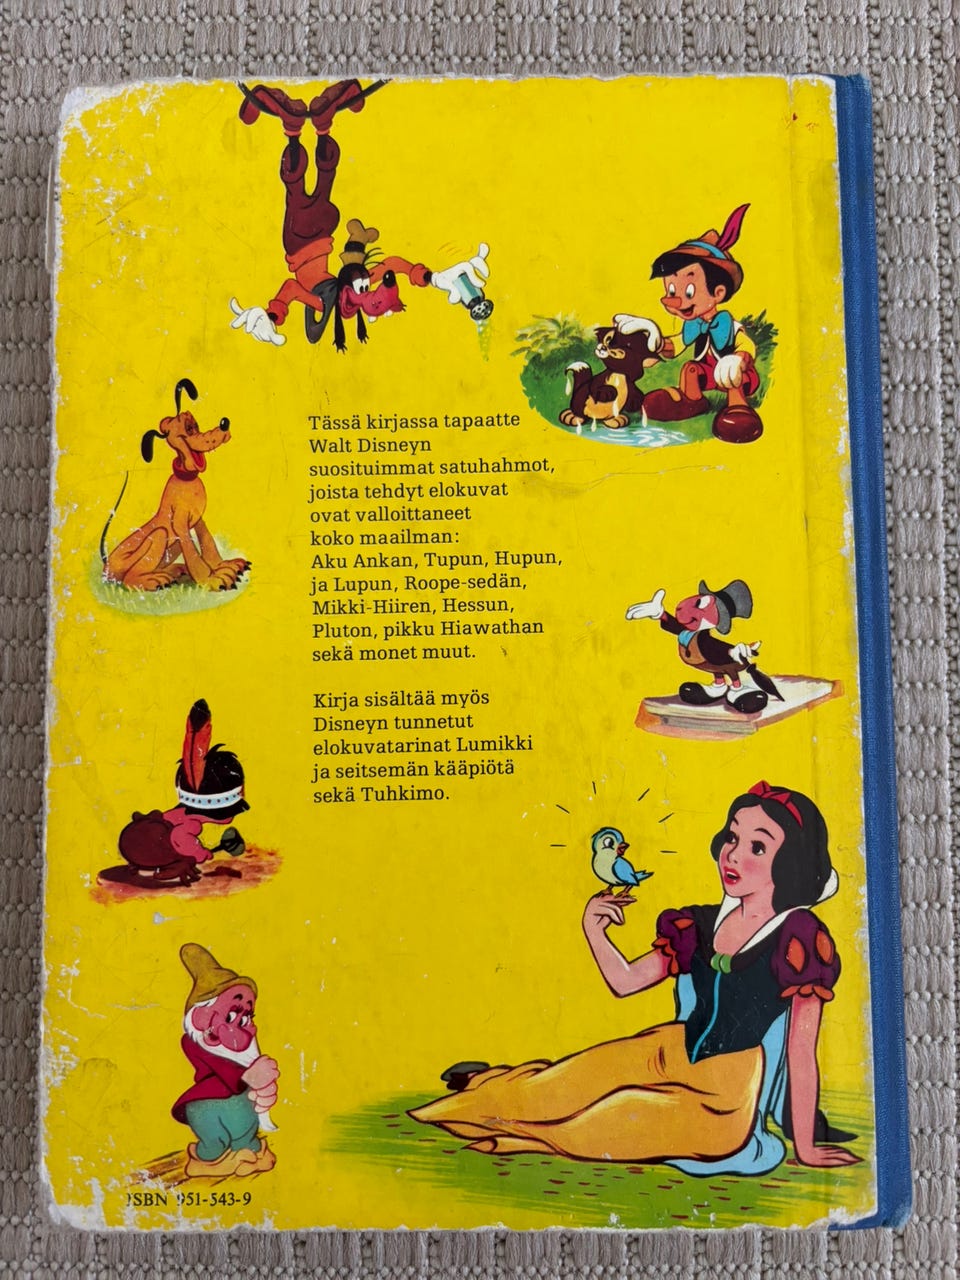 Tässä kirjassa tapaatte
Walt Disneyn
suosituimmat satuhahmot,
joista tehdyt elokuvat
ovat valloittaneet
koko maailman:
Aku Ankan, Tupun, Hupun,
ja Lupun, Roope-sedän,
Mikki-Hiiren, Hessun,
Pluton, pikku Hiawathan
sekä monet muut.
Kirja sisältää myös
Disneyn tunnetut
elokuvatarinat Lumikki
ja seitsemän kääpiötä
sekä Tuhkimo.
ISBN 951-543-9